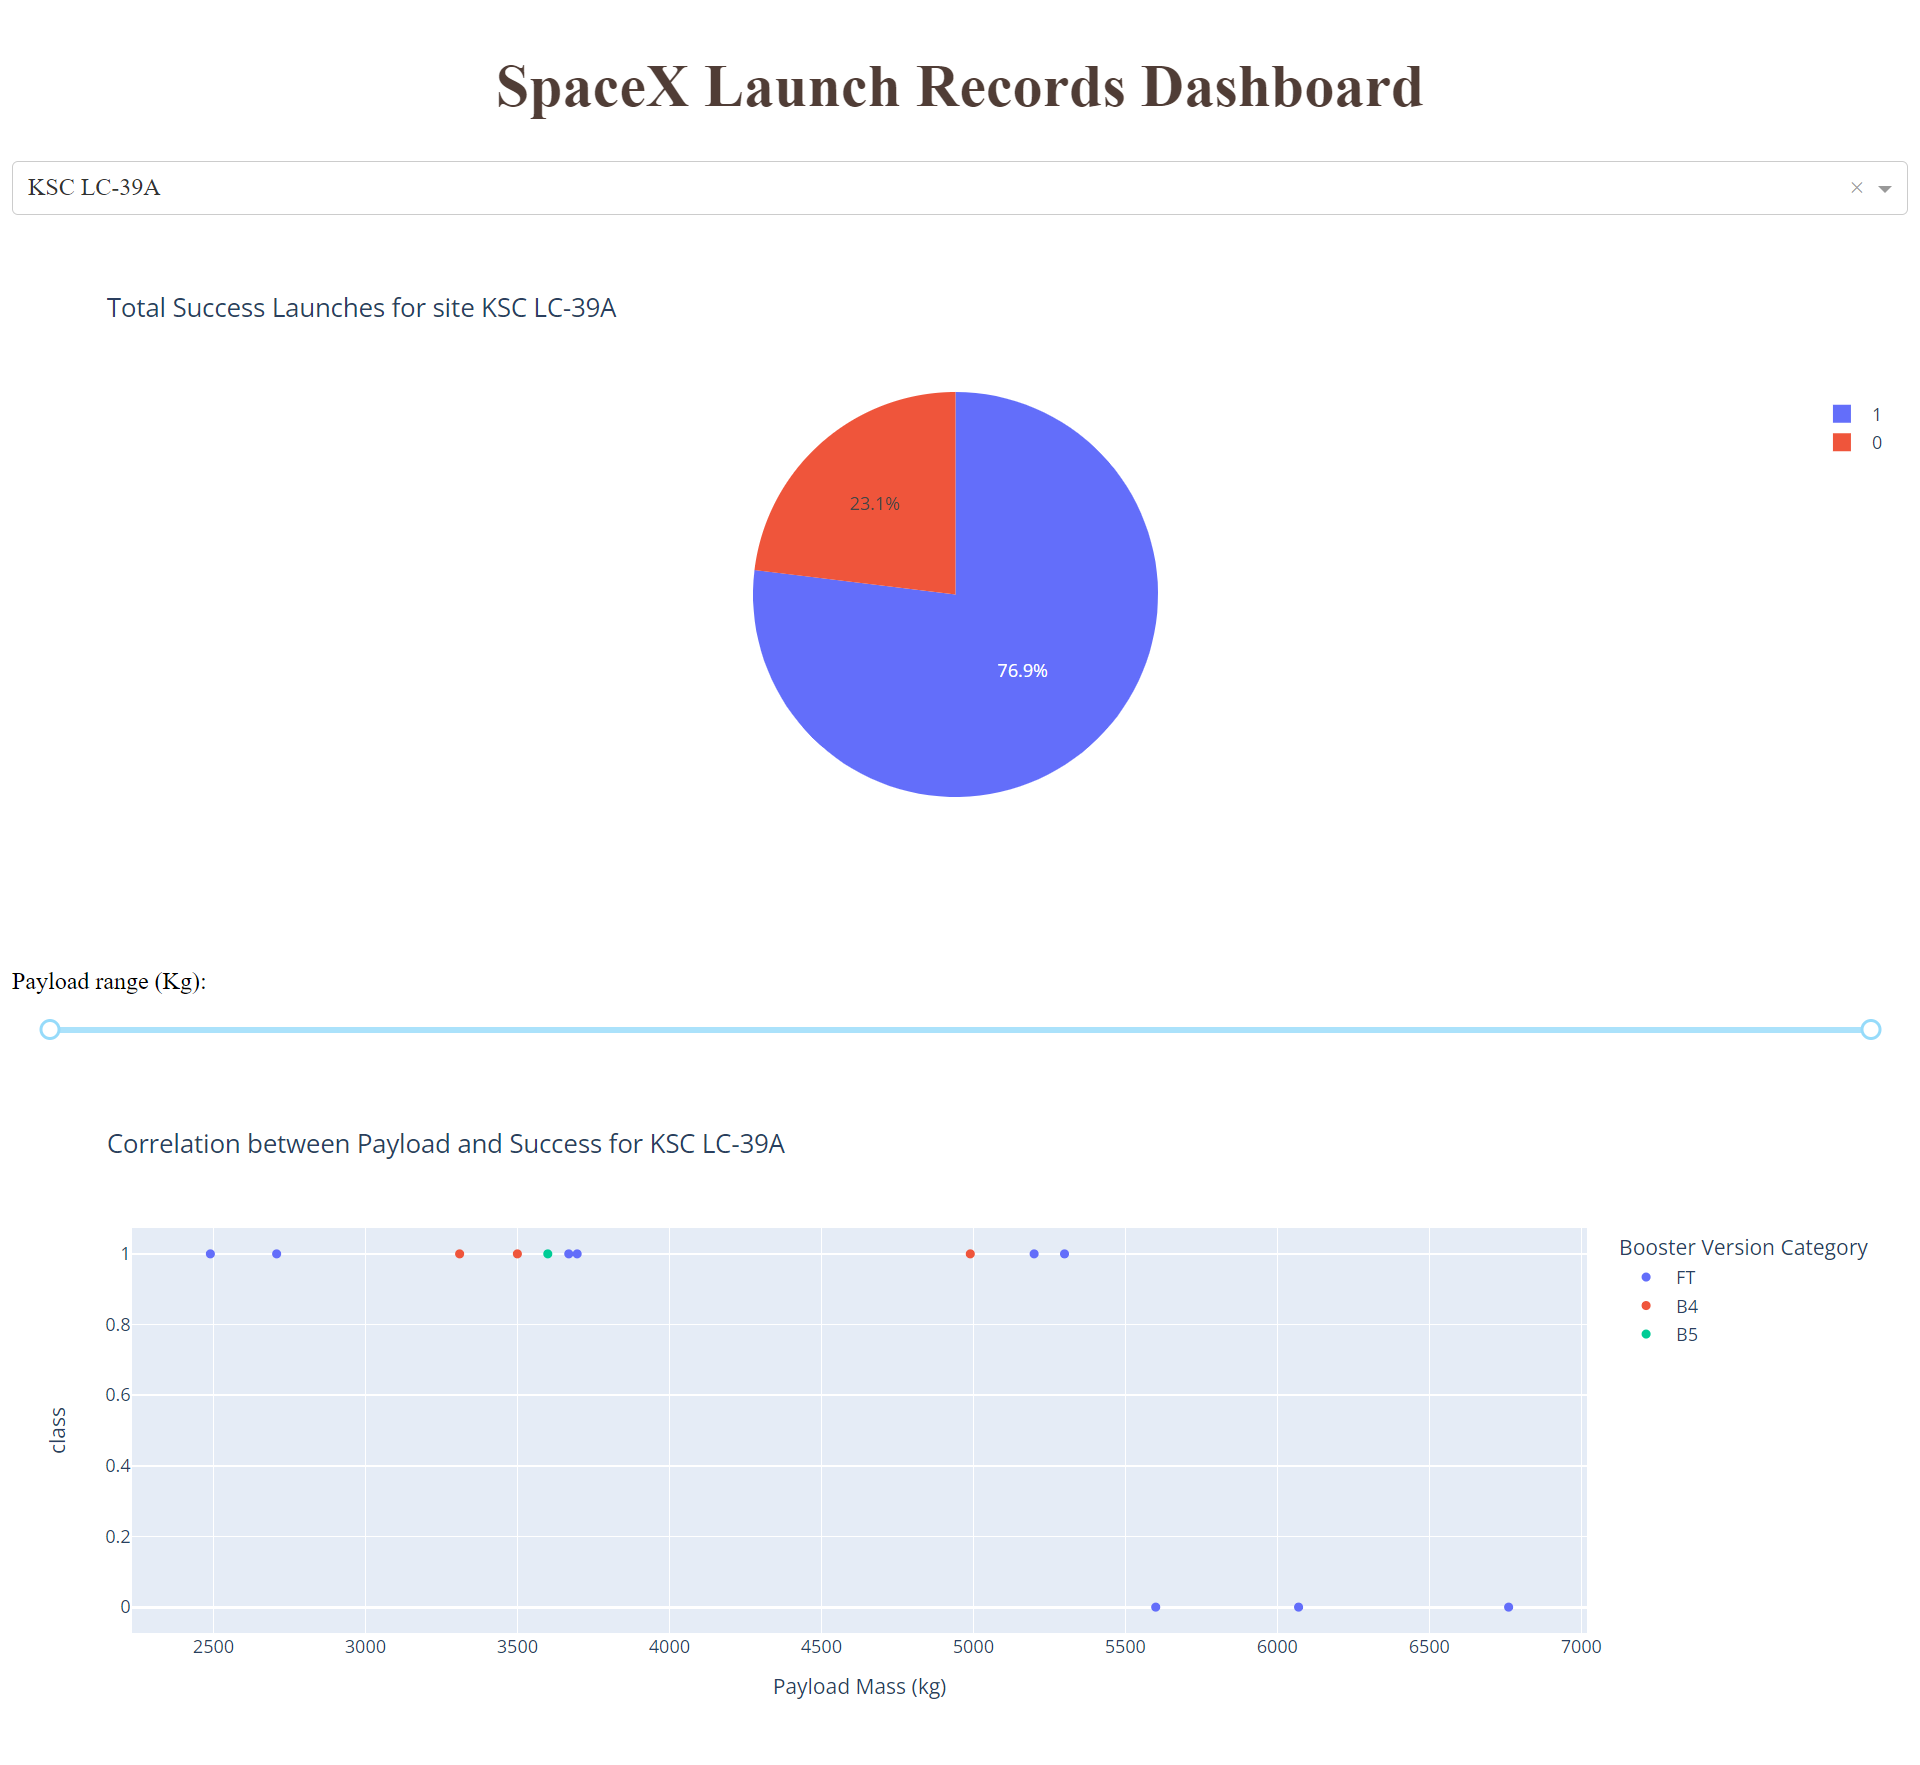 SpaceX Launch Records Dashboard
KSC LC-39A
×
Total Success Launches for site KSC LC-39A
1
0
23.1%
76.9%
Payload range (Kg):
Correlation between Payload and Success for KSC LC-39A
Booster Version Category
FT
B4
B5
1
0.8
0.6
0.4
0.2
0
class
2500 3000 3500 4000 4500 5000 5500 6000 6500 7000
Payload Mass (kg)